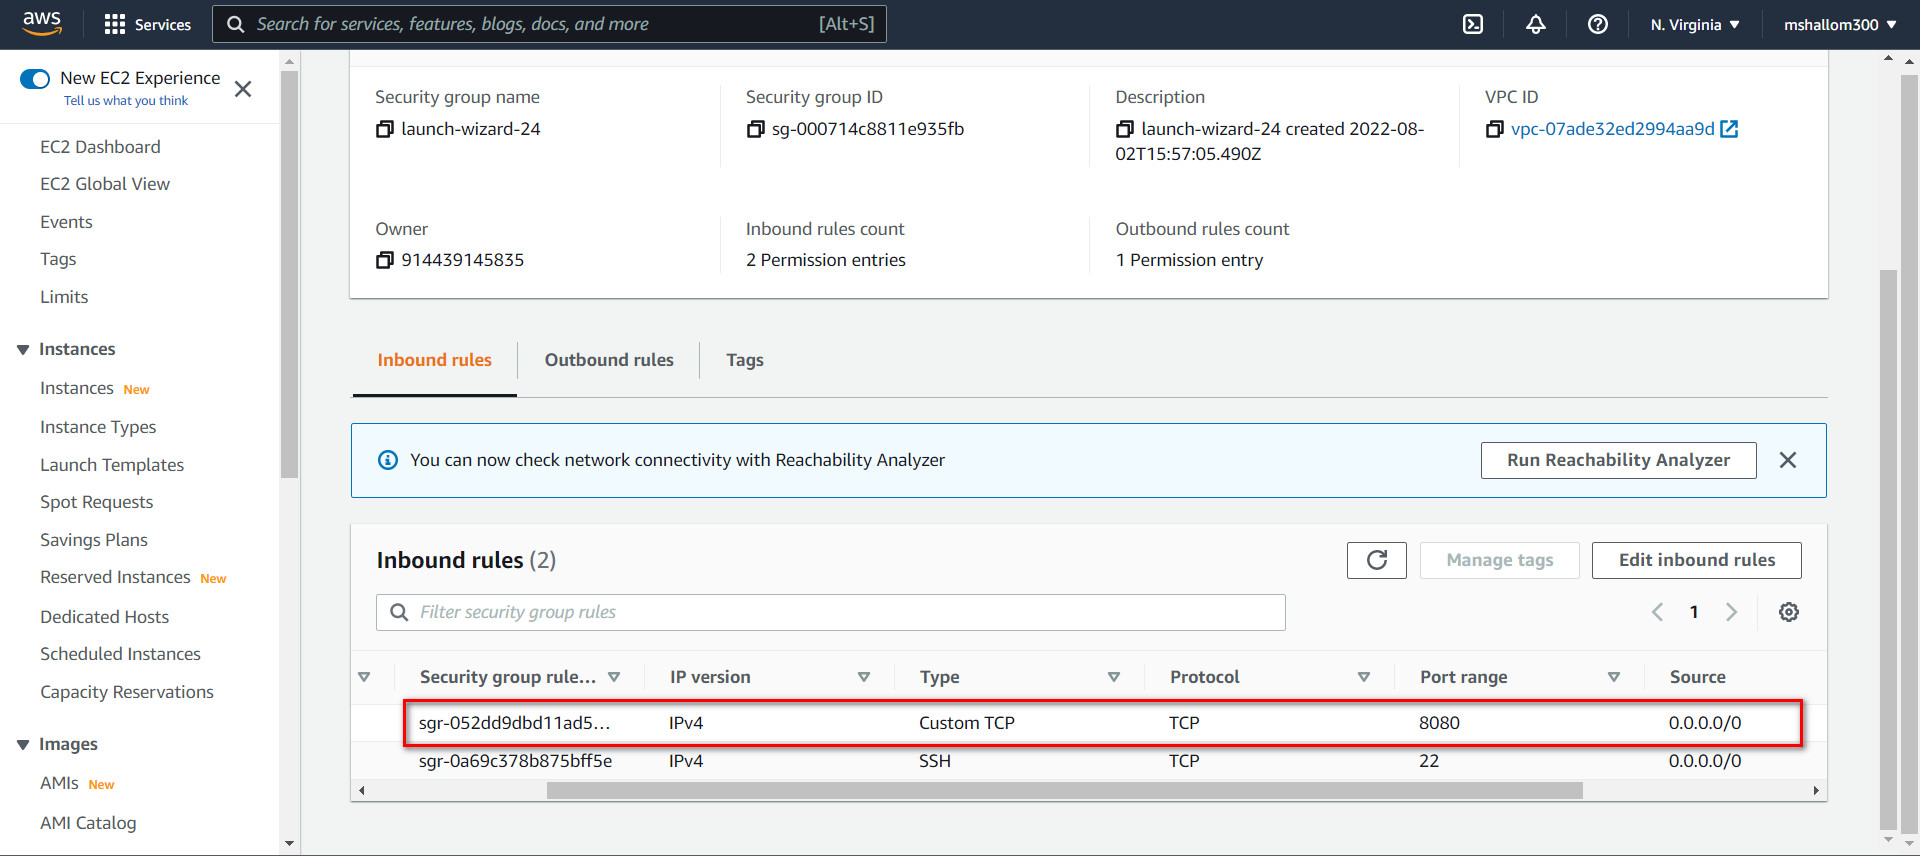 aws Services Search for services, features, blogs, docs, and more [Alt+S] N. Virginia mshallom300
New EC2 Experience
Tell us what you think
EC2 Dashboard
EC2 Global View
Events
Tags
Limits
Instances
Instances New
Instance Types
Launch Templates
Spot Requests
Savings Plans
Reserved Instances New
Dedicated Hosts
Scheduled Instances
Capacity Reservations
Images
AMIs New
AMI Catalog
Security group name
launch-wizard-24
Security group ID
sg-000714c8811e935fb
Description
launch-wizard-24 created 2022-08-
02T15:57:05.490Z
VPC ID
vpc-07ade32ed2994aa9d
Owner
914439145835
Inbound rules count
2 Permission entries
Outbound rules count
1 Permission entry
Inbound rules Outbound rules Tags
You can now check network connectivity with Reachability Analyzer Run Reachability Analyzer
Inbound rules (2) Manage tags Edit inbound rules
Filter security group rules 1
Security group rule... IP version Type Protocol Port range Source
sgr-052dd9dbd11ad5... IPv4 Custom TCP TCP 8080 0.0.0.0/0
sgr-0a69c378b875bff5e IPv4 SSH TCP 22 0.0.0.0/0